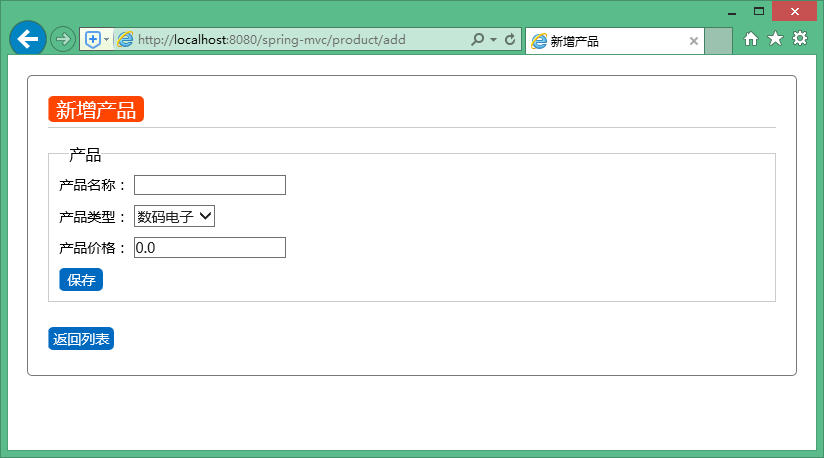 http://localhost:8080/spring-mvc/product/add
新增产品
新增产品
产品
产品名称：
产品类型： 数码电子
产品价格： 0.0
保存
返回列表